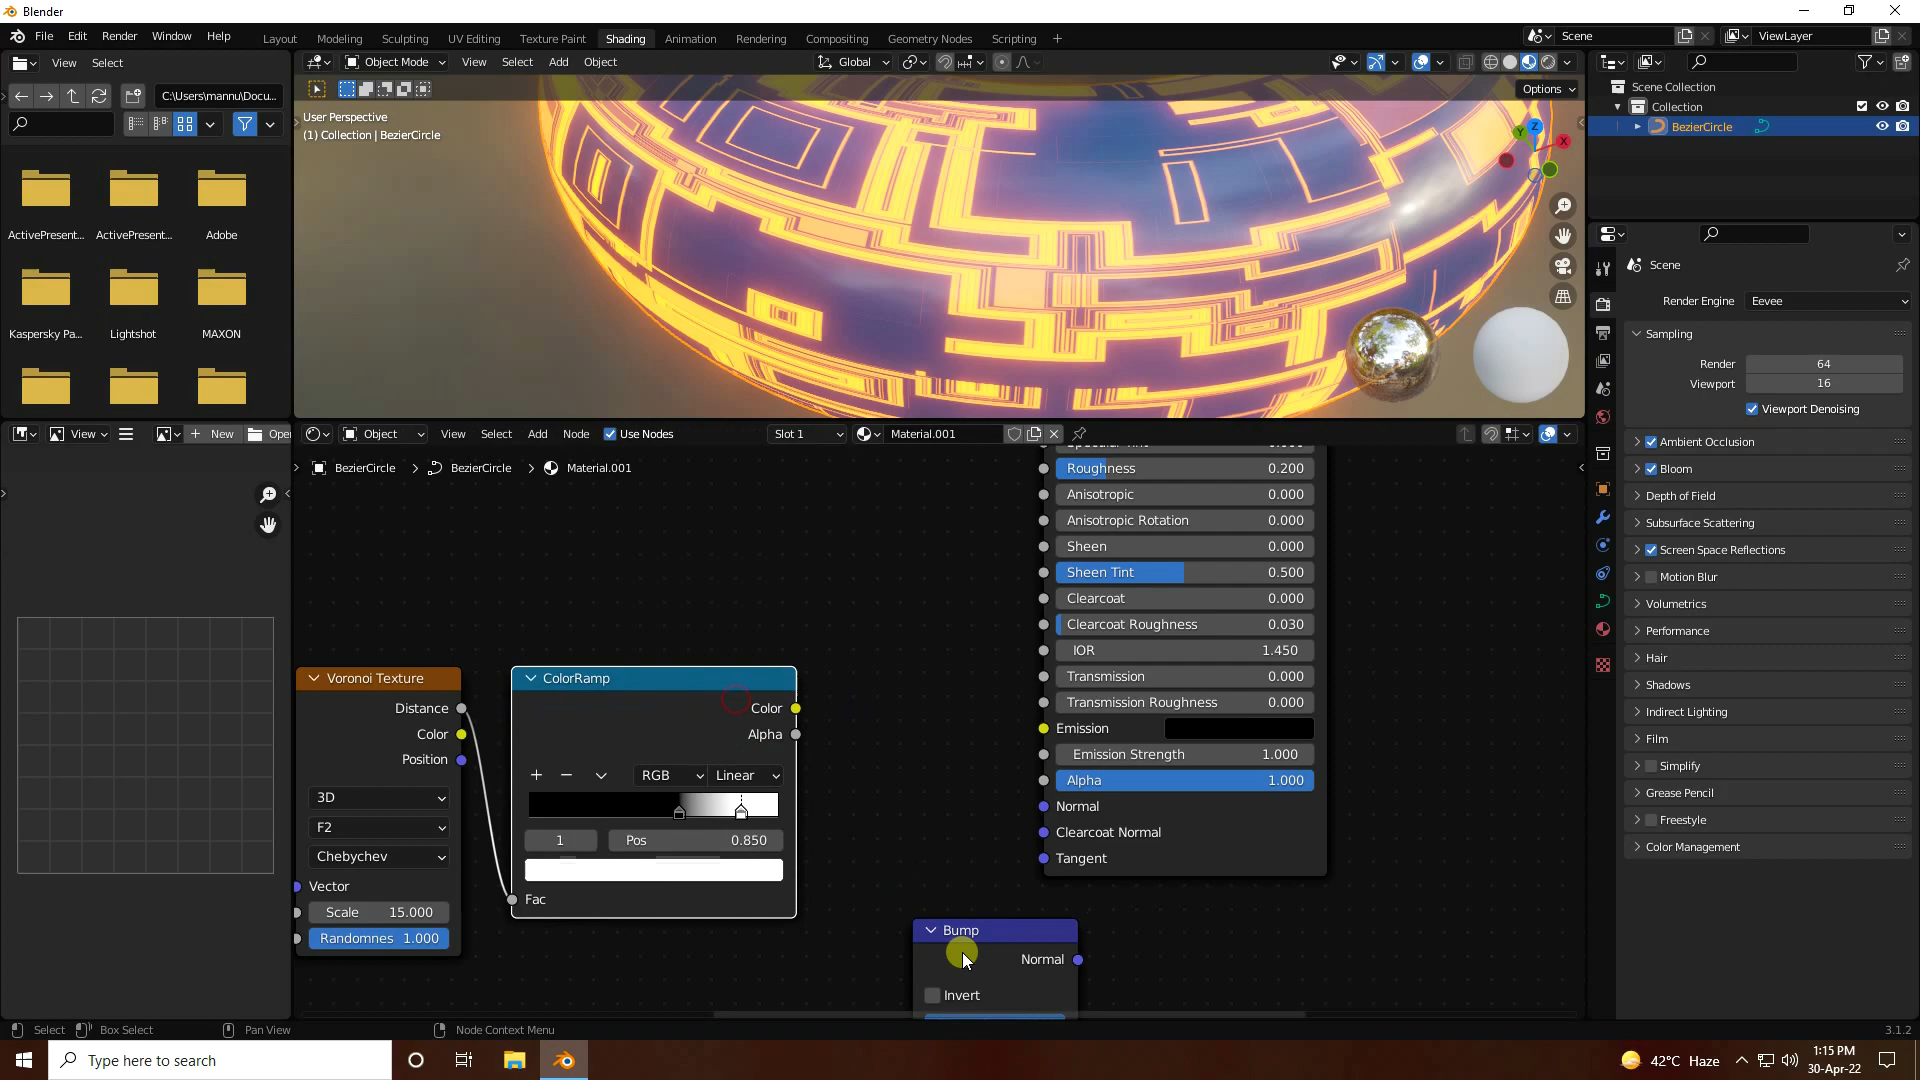 Blender
File Edit Render Window Help
Layout Modeling Sculpting UV Editing Texture Paint Shading Animation Rendering Compositing Geometry Nodes Scripting
Scene
ViewLayer
View Select
Object Mode View Select Add Object
Global
C:\Users\mannu\Docu...
Options
User Perspective
(1) Collection | BezierCircle
Z
Y
X
Scene Collection
Collection
BezierCircle
ActivePresent... ActivePresent... Adobe
Kaspersky Pa... Lightshot MAXON
Scene
Render Engine Eevee
Sampling
Render 64
Viewport 16
Viewport Denoising
Ambient Occlusion
Bloom
Depth of Field
Subsurface Scattering
Screen Space Reflections
Motion Blur
Volumetrics
Performance
Hair
Shadows
Indirect Lighting
Film
Simplify
Grease Pencil
Freestyle
Color Management
View New Open
Object View Select Add Node Use Nodes Slot 1 Material.001
BezierCircle BezierCircle Material.001
Roughness 0.200
Anisotropic 0.000
Anisotropic Rotation 0.000
Sheen 0.000
Sheen Tint 0.500
Clearcoat 0.000
Clearcoat Roughness 0.030
IOR 1.450
Transmission 0.000
Transmission Roughness 0.000
Emission
Emission Strength 1.000
Alpha 1.000
Normal
Clearcoat Normal
Tangent
Voronoi Texture
Distance
Color
Position
3D
F2
Chebychev
Vector
Scale 15.000
Randomnes 1.000
ColorRamp
Color
Alpha
RGB Linear
1 Pos 0.850
Fac
Bump
Normal
Invert
Select Box Select Pan View Node Context Menu
3.1.2
Type here to search
42°C Haze
1:15 PM
30-Apr-22